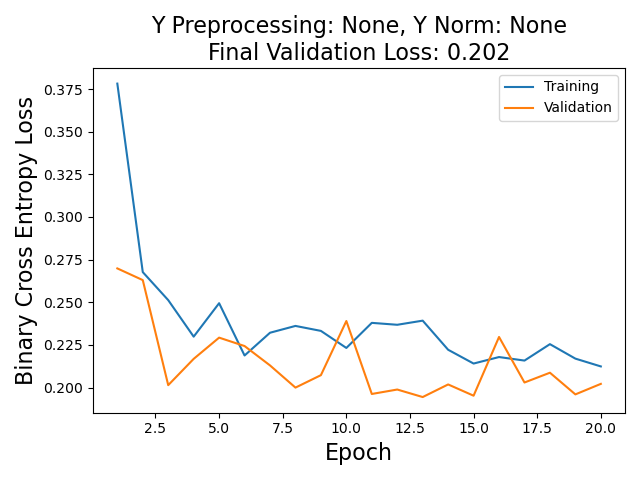 Y Preprocessing: None, Y Norm: None
Final Validation Loss: 0.202
Training
Validation
Binary Cross Entropy Loss
0.375
0.350
0.325
0.300
0.275
0.250
0.225
0.200
2.5 5.0 7.5 10.0 12.5 15.0 17.5 20.0
Epoch